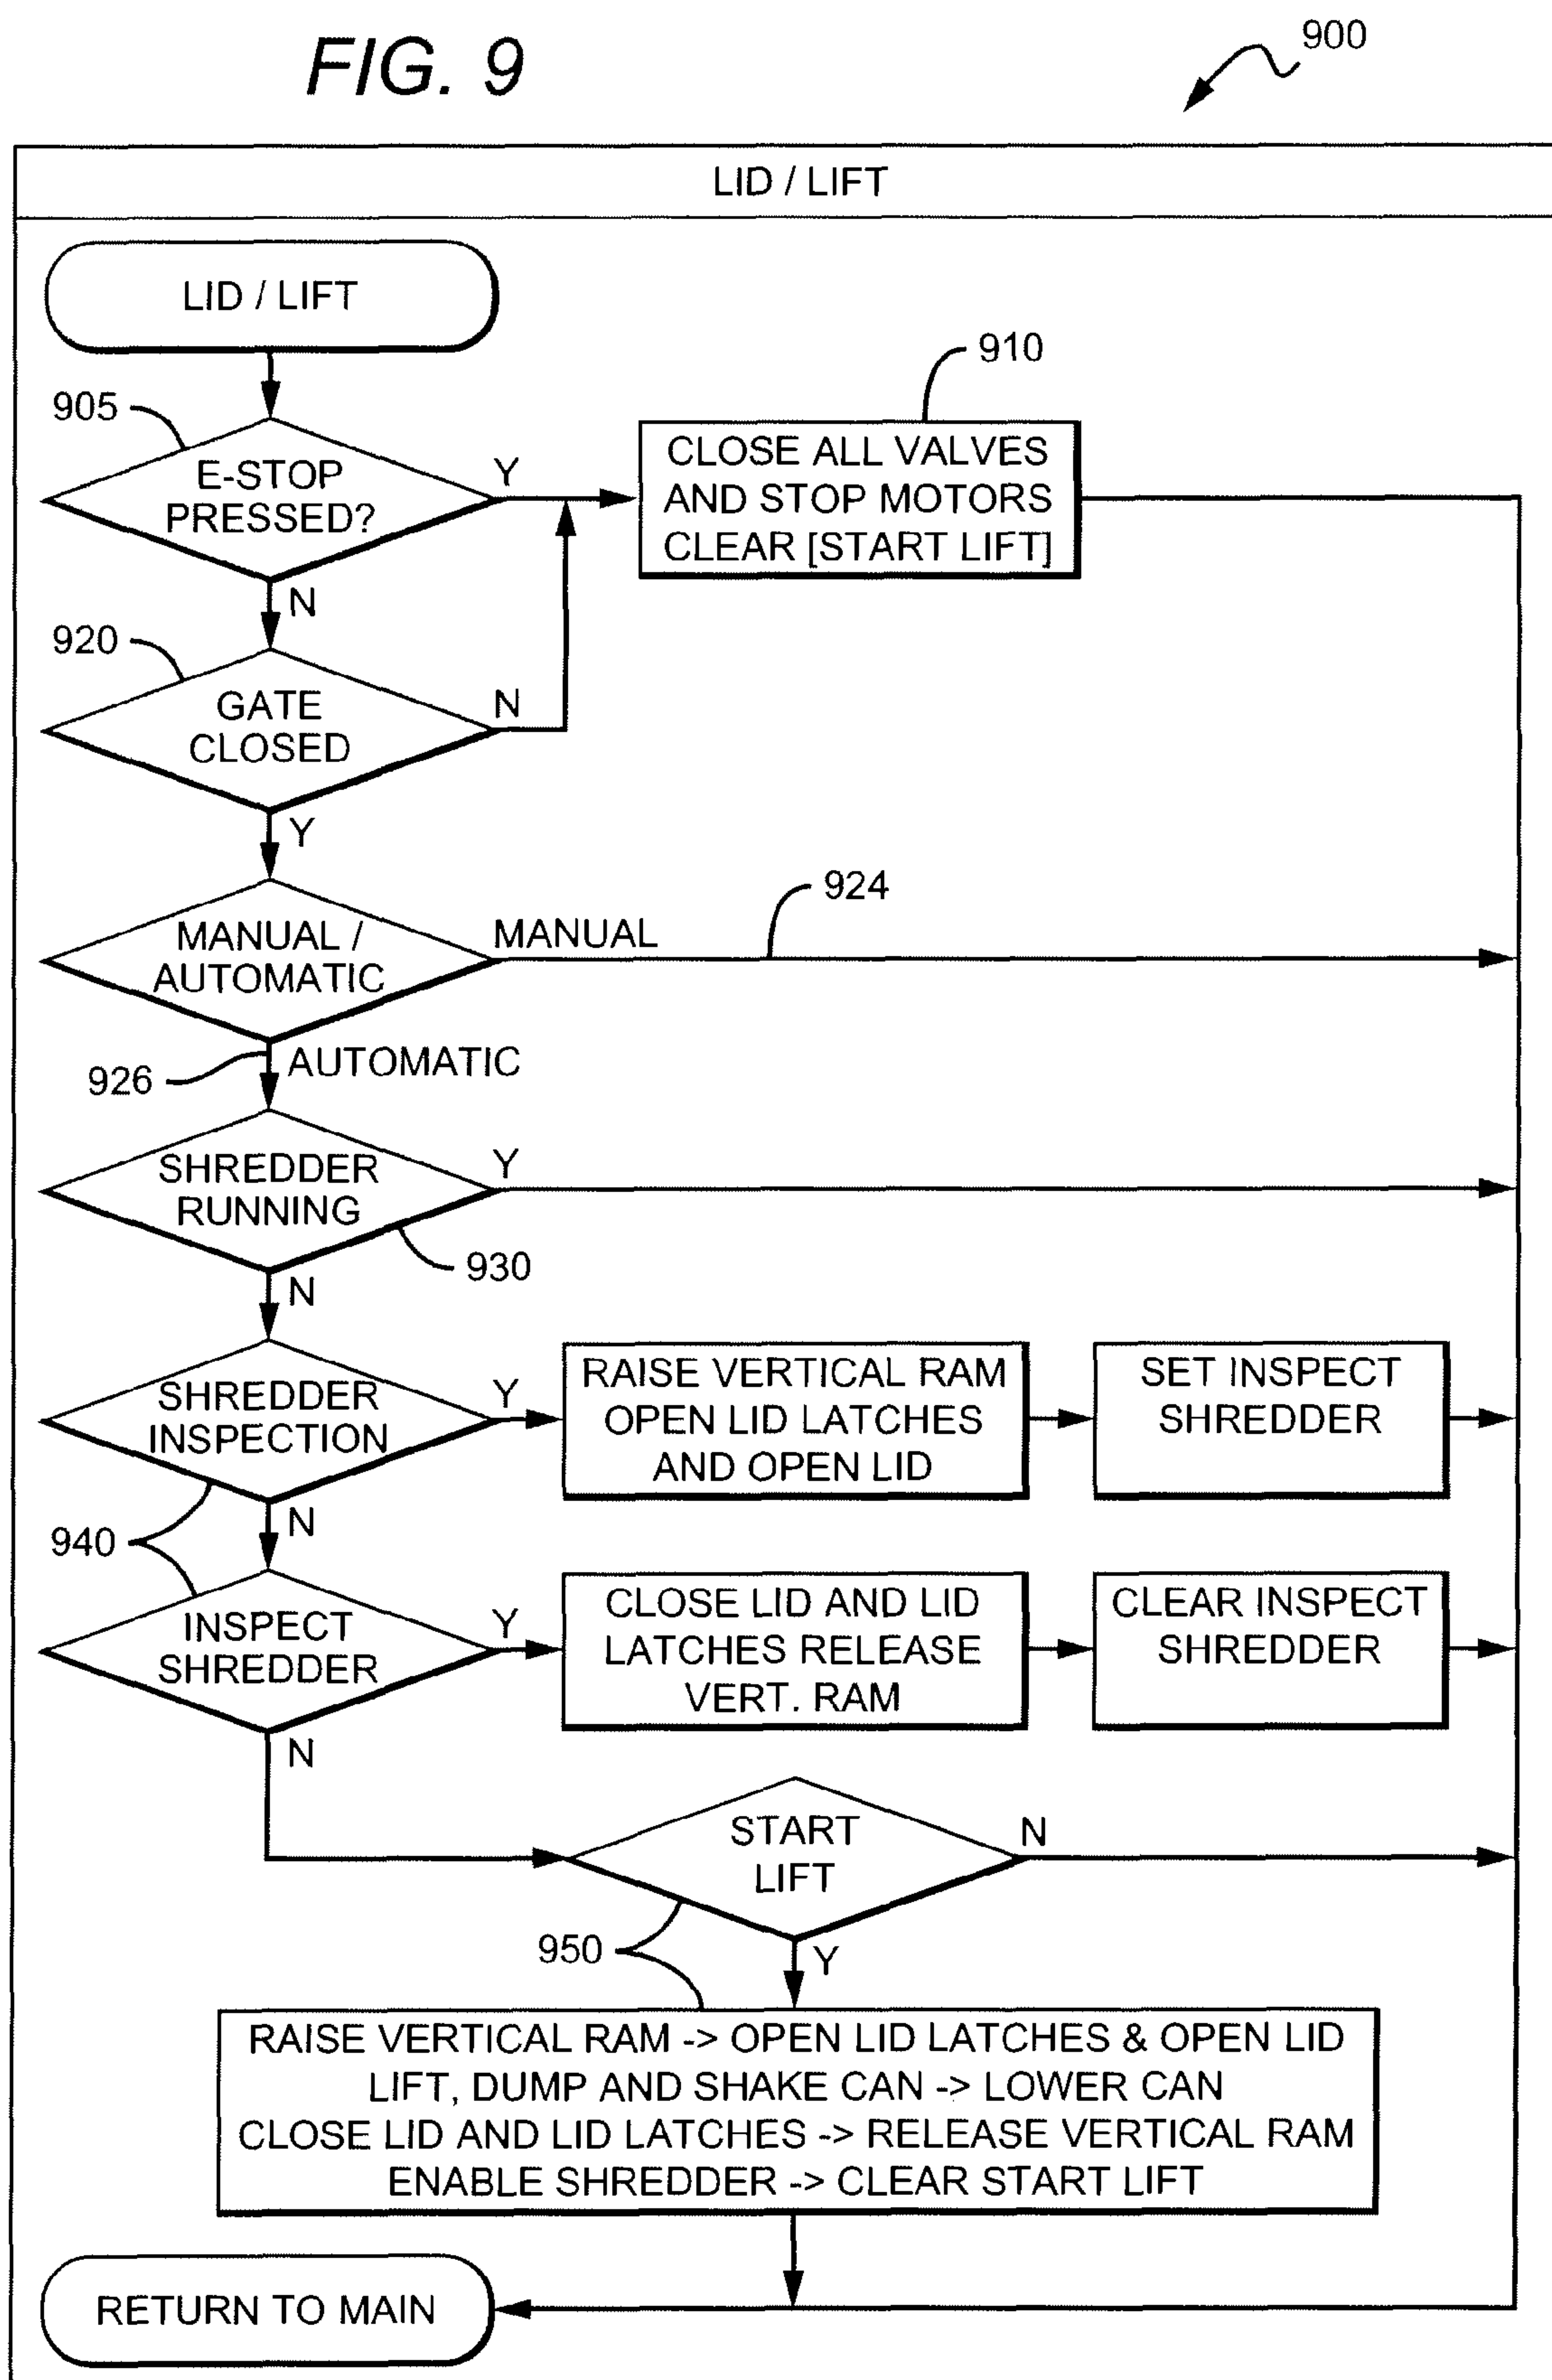 FIG. 9
900
LID / LIFT
LID / LIFT
910
905
E-STOP
PRESSED?
Y
CLOSE ALL VALVES
AND STOP MOTORS
CLEAR [START LIFT]
N
920
GATE
CLOSED
N
Y
924
MANUAL /
AUTOMATIC
MANUAL
926
AUTOMATIC
SHREDDER
RUNNING
Y
930
N
SHREDDER
INSPECTION
Y
RAISE VERTICAL RAM
OPEN LID LATCHES
AND OPEN LID
SET INSPECT
SHREDDER
N
940
INSPECT
SHREDDER
Y
CLOSE LID AND LID
LATCHES RELEASE
VERT. RAM
CLEAR INSPECT
SHREDDER
N
START
LIFT
N
950
Y
RAISE VERTICAL RAM -> OPEN LID LATCHES & OPEN LID
LIFT, DUMP AND SHAKE CAN -> LOWER CAN
CLOSE LID AND LID LATCHES -> RELEASE VERTICAL RAM
ENABLE SHREDDER -> CLEAR START LIFT
RETURN TO MAIN